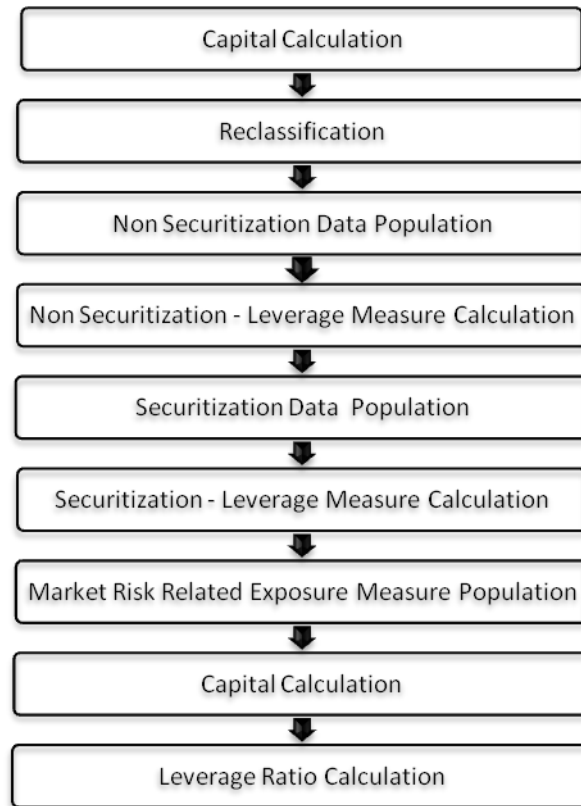 Capital Calculation
Reclassification
Non Securitization Data Population
Non Securitization - Leverage Measure Calculation
Securitization Data Population
Securitization - Leverage Measure Calculation
Market Risk Related Exposure Measure Population
Capital Calculation
Leverage Ratio Calculation